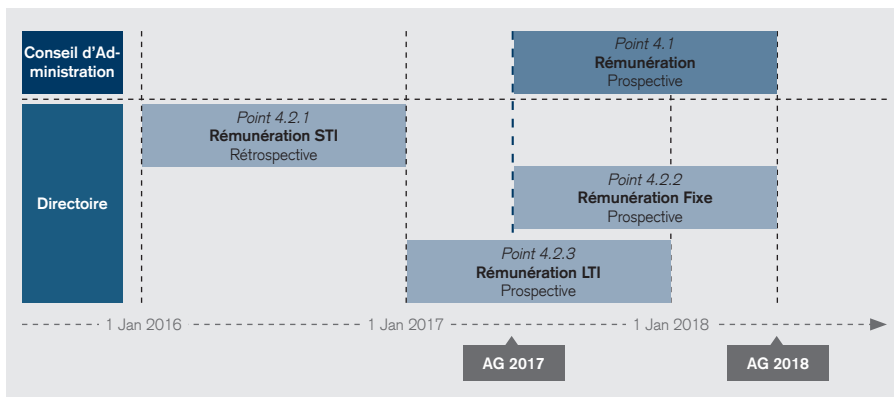 Conseil d'Ad-
ministration
Point 4.1
Rémunération
Prospective
Point 4.2.1
Rémunération STI
Rétrospective
Directoire
Point 4.2.2
Rémunération Fixe
Prospective
Point 4.2.3
Rémunération LTI
Prospective
1 Jan 2016
1 Jan 2017
1 Jan 2018
AG 2017
AG 2018